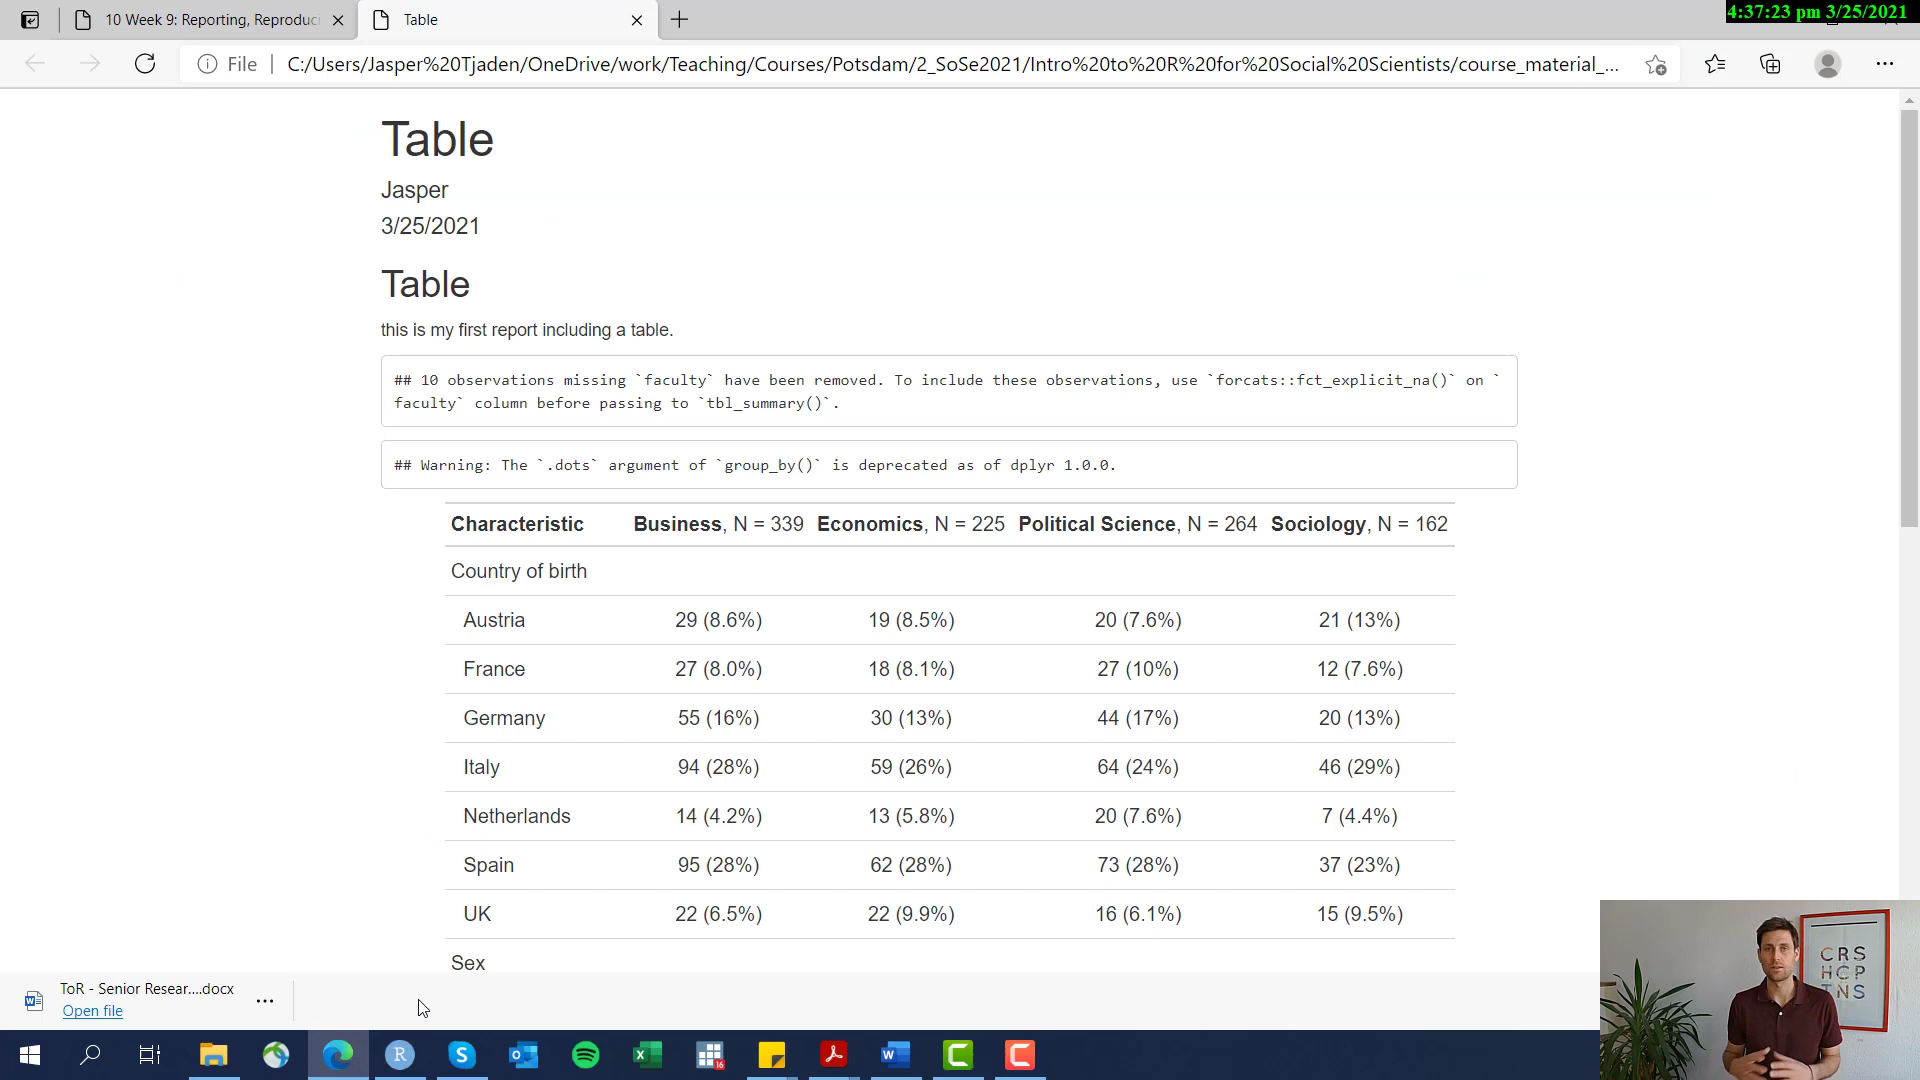 4:37:23 pm 3/25/2021
10 Week 9: Reporting, Reproduc
Table
File
C:/Users/Jasper%20Tjaden/OneDrive/work/Teaching/Courses/Potsdam/2_SoSe2021/Intro%20to%20R%20for%20Social%20Scientists/course_material_...
Table
Jasper
3/25/2021
Table
this is my first report including a table.
## 10 observations missing `faculty` have been removed. To include these observations, use `forcats::fct_explicit_na()` on `
faculty` column before passing to `tbl_summary()`.
## Warning: The `.dots` argument of `group_by()` is deprecated as of dplyr 1.0.0.
Characteristic Business, N = 339 Economics, N = 225 Political Science, N = 264 Sociology, N = 162
Country of birth
Austria 29 (8.6%) 19 (8.5%) 20 (7.6%) 21 (13%)
France 27 (8.0%) 18 (8.1%) 27 (10%) 12 (7.6%)
Germany 55 (16%) 30 (13%) 44 (17%) 20 (13%)
Italy 94 (28%) 59 (26%) 64 (24%) 46 (29%)
Netherlands 14 (4.2%) 13 (5.8%) 20 (7.6%) 7 (4.4%)
Spain 95 (28%) 62 (28%) 73 (28%) 37 (23%)
UK 22 (6.5%) 22 (9.9%) 16 (6.1%) 15 (9.5%)
Sex
ToR - Senior Resear....docx
Open file
CRS
HCP
TNS